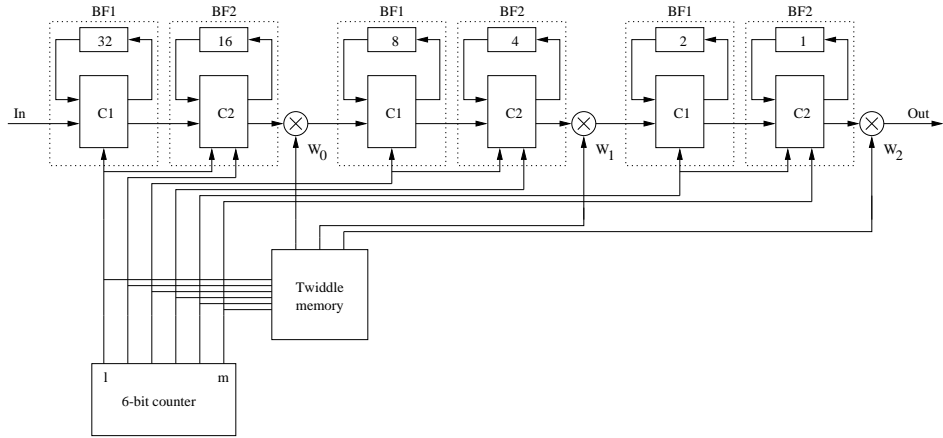 BF1 BF2 BF1 BF2 BF1 BF2
32 16 8 4 2 1
C1 C2 C1 C2 C1 C2
In Out
W0 W1 W2
Twiddle
memory
l m
6-bit counter